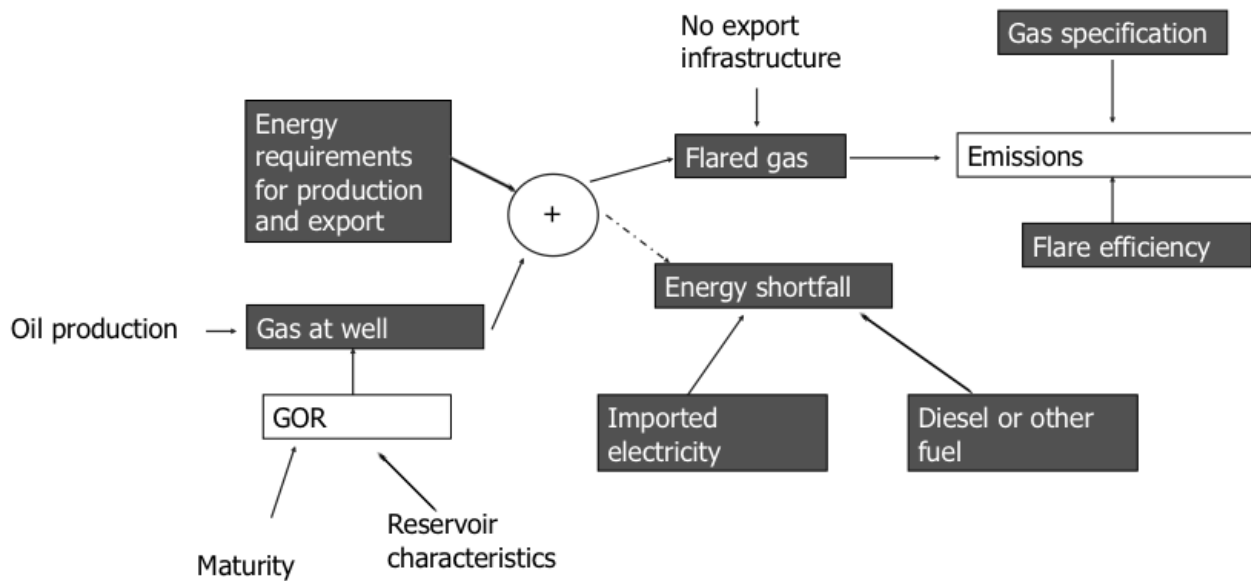 No export
infrastructure
Gas specification
Energy
requirements
for production
and export
Flared gas
Emissions
+
Flare efficiency
Energy shortfall
Oil production
Gas at well
GOR
Imported
electricity
Diesel or other
fuel
Reservoir
characteristics
Maturity